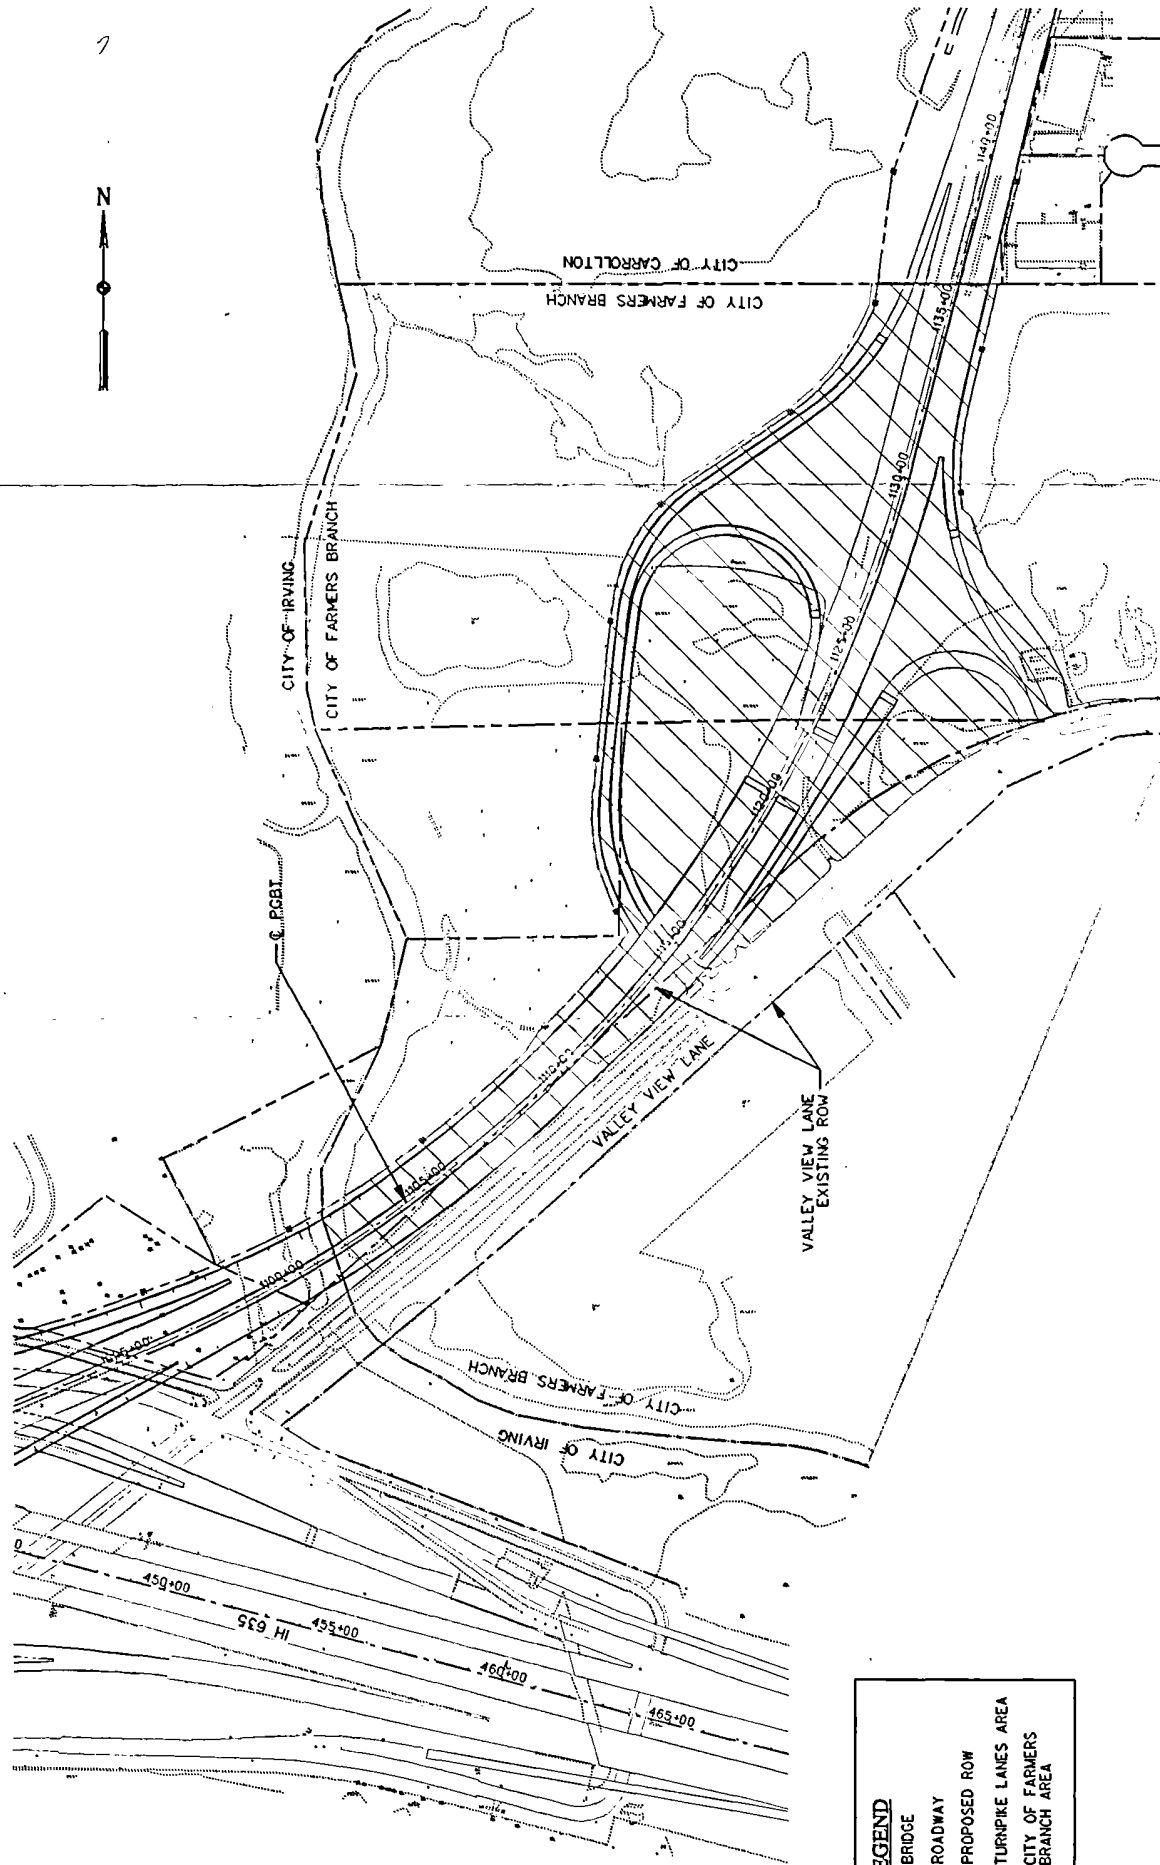 N
CITY OF CARROLLTON
CITY OF FARMERS BRANCH
1140+00
1135+00
1130+00
CITY OF IRVING
CITY OF FARMERS BRANCH
1125+00
1120+00
℄ PGBT
1110+00
VALLEY VIEW LANE
1105+00
VALLEY VIEW LANE
EXISTING ROW
1100+00
CITY OF FARMERS BRANCH
CITY OF IRVING
450+00
IH 635
455+00
460+00
465+00
BRIDGE
ROADWAY
PROPOSED ROW
TURNPIKE LANES AREA
CITY OF FARMERS
BRANCH AREA